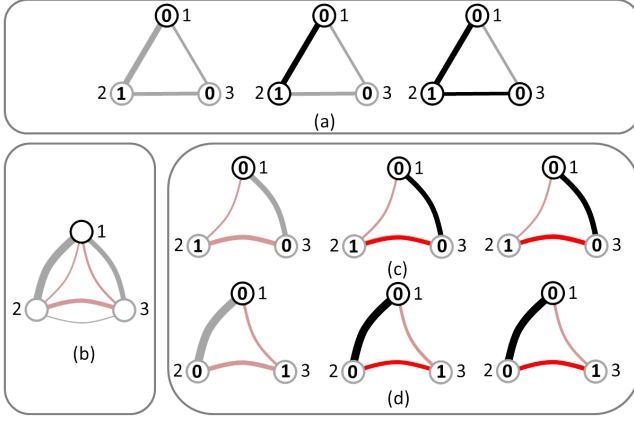 0 1 0 1 0 1
2 1 0 3 2 1 0 3 2 1 0 3
(a)
1
2 3
(b)
0 1 0 1 0 1
2 1 0 3 2 1 0 3 2 1 0 3
(c)
0 1 0 1 0 1
2 0 1 3 2 0 1 3 2 0 1 3
(d)